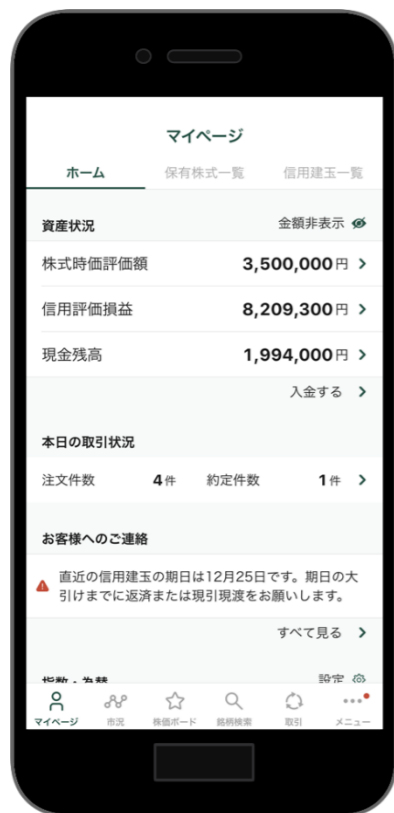 マイページ
ホーム 保有株式一覧 信用建玉一覧
資産状況 金額非表示
株式時価評価額 3,500,000円
信用評価損益 8,209,300円
現金残高 1,994,000円
入金する
本日の取引状況
注文件数 4件 約定件数 1件
お客様へのご連絡
直近の信用建玉の期日は12月25日です。期日の大
引けまでに返済または現引現渡をお願いします。
すべて見る
指数・為替 設定
マイページ 市況 株価ボード 銘柄検索 取引 メニュー